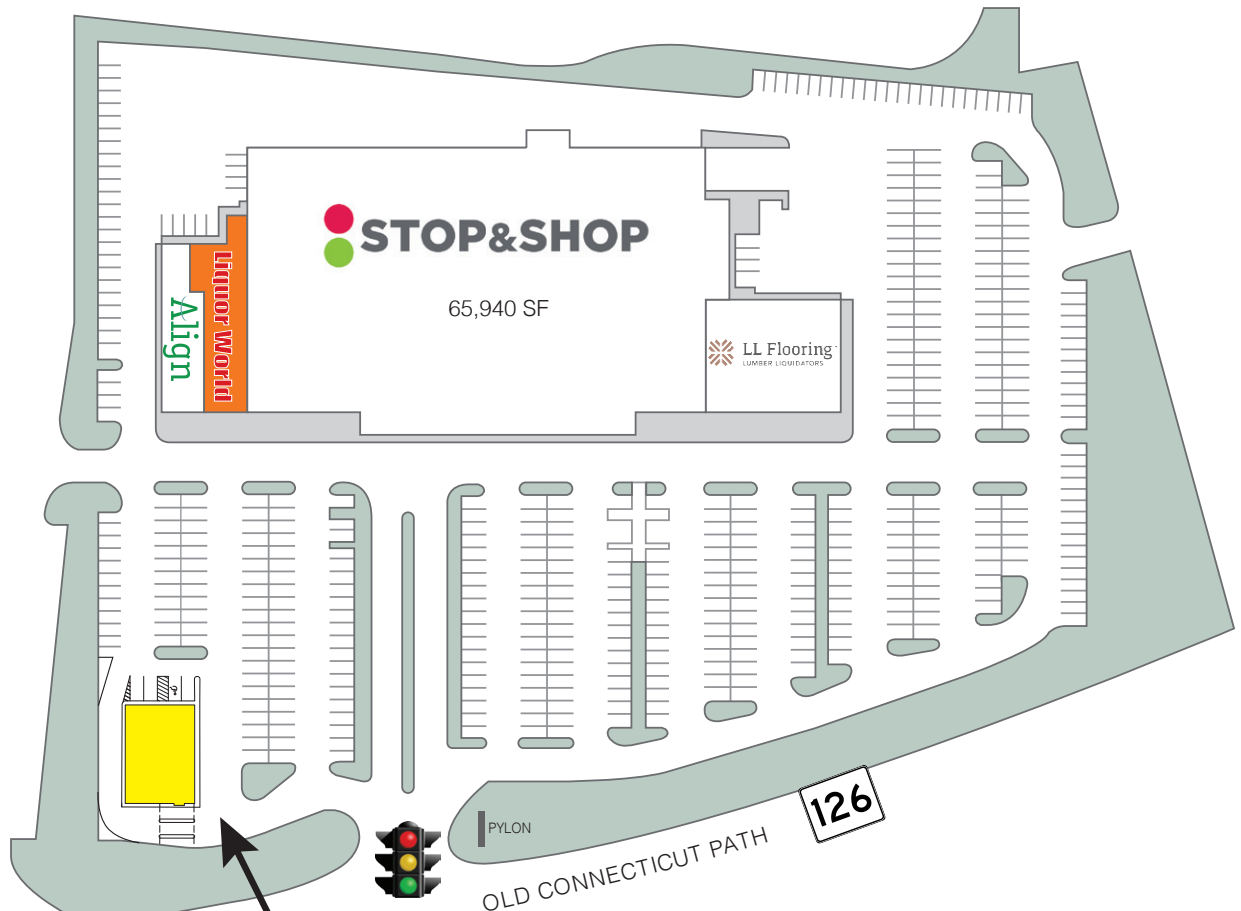 STOP&SHOP
65,940 SF
Liquor World
Align
LL Flooring
LUMBER LIQUIDATORS
PYLON
126
OLD CONNECTICUT PATH